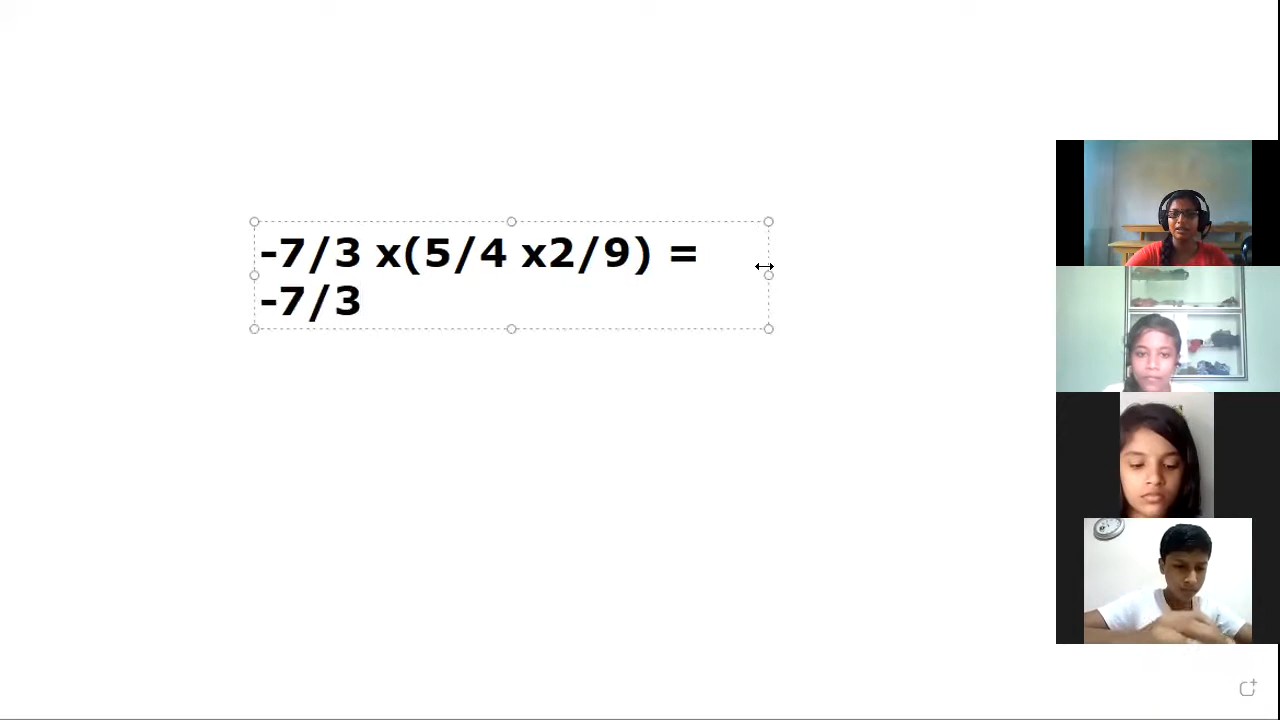 -7/3 x(5/4 x2/9) =
-7/3